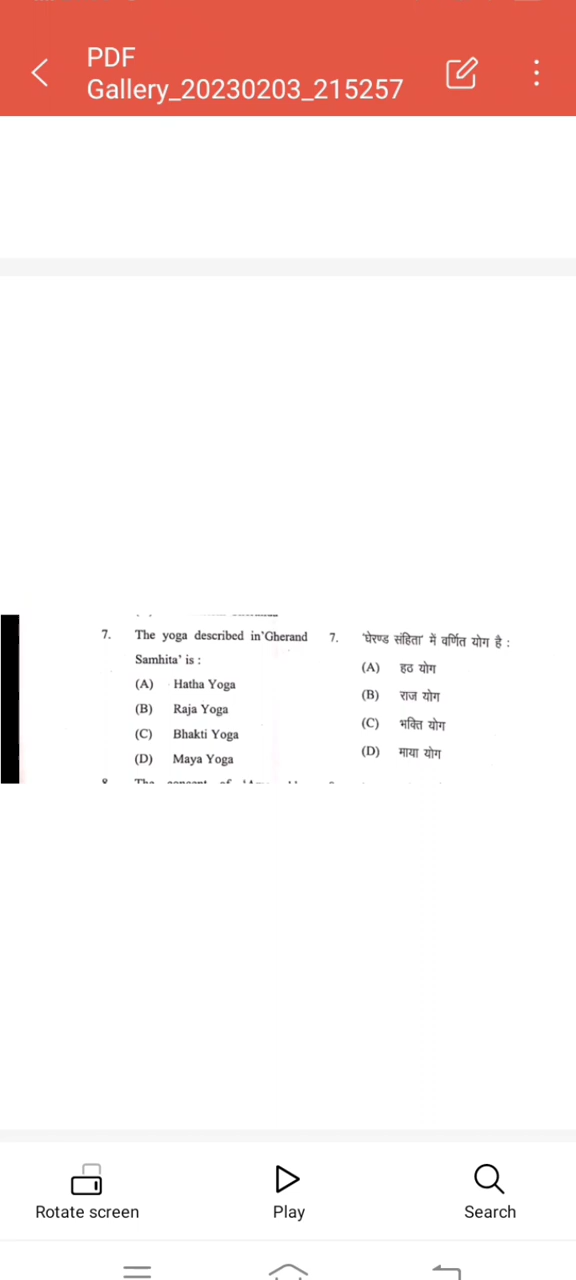 PDF
Gallery_20230203_215257
7. The yoga described in'Gherand
Samhita' is :
(A) Hatha Yoga
(B) Raja Yoga
(C) Bhakti Yoga
(D) Maya Yoga
7. 'घेरण्ड संहिता' में वर्णित योग है :
(A) हठ योग
(B) राज योग
(C) भक्ति योग
(D) माया योग
Rotate screen
Play
Search